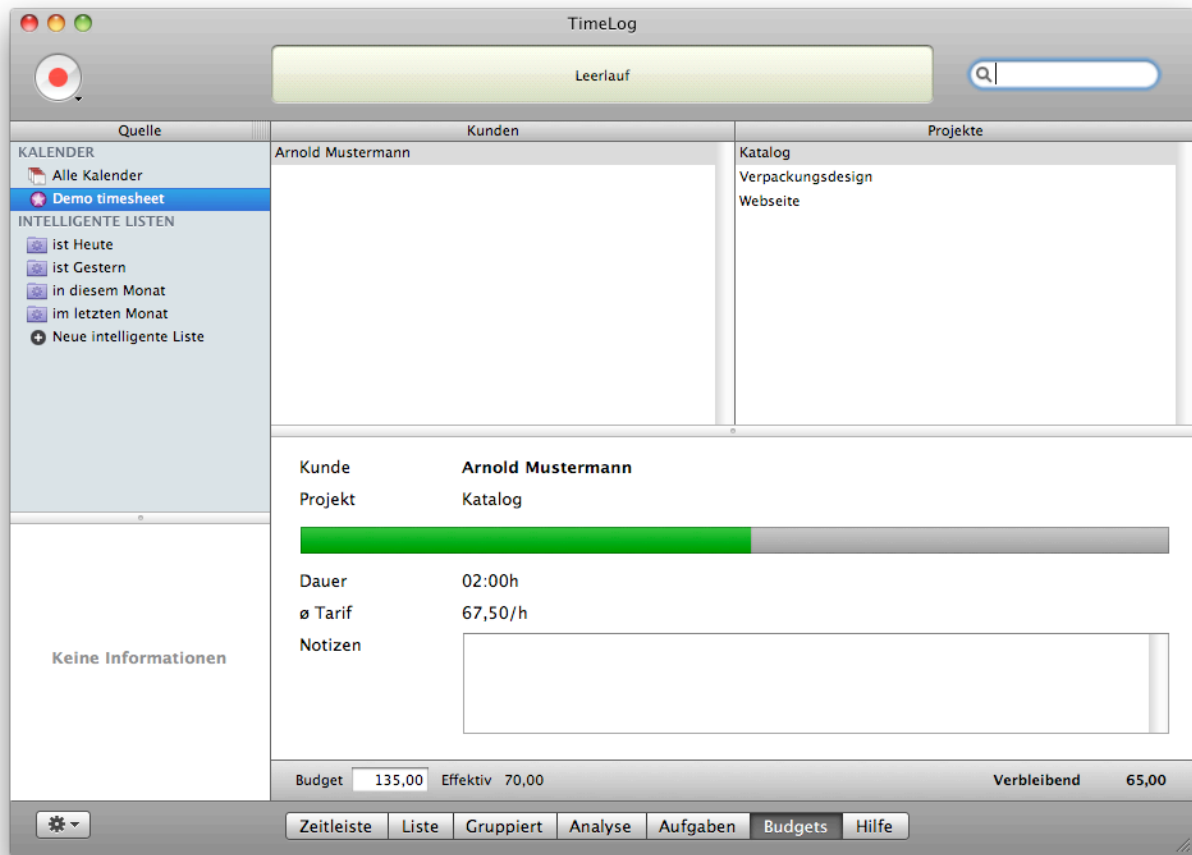 TimeLog
Leerlauf
Quelle
KALENDER
Alle Kalender
Demo timesheet
INTELLIGENTE LISTEN
ist Heute
ist Gestern
in diesem Monat
im letzten Monat
Neue intelligente Liste
Keine Informationen
Kunden
Arnold Mustermann
Projekte
Katalog
Verpackungsdesign
Webseite
Kunde Arnold Mustermann
Projekt Katalog
Dauer 02:00h
ø Tarif 67,50/h
Notizen
Budget 135,00 Effektiv 70,00 Verbleibend 65,00
Zeitleiste Liste Gruppiert Analyse Aufgaben Budgets Hilfe